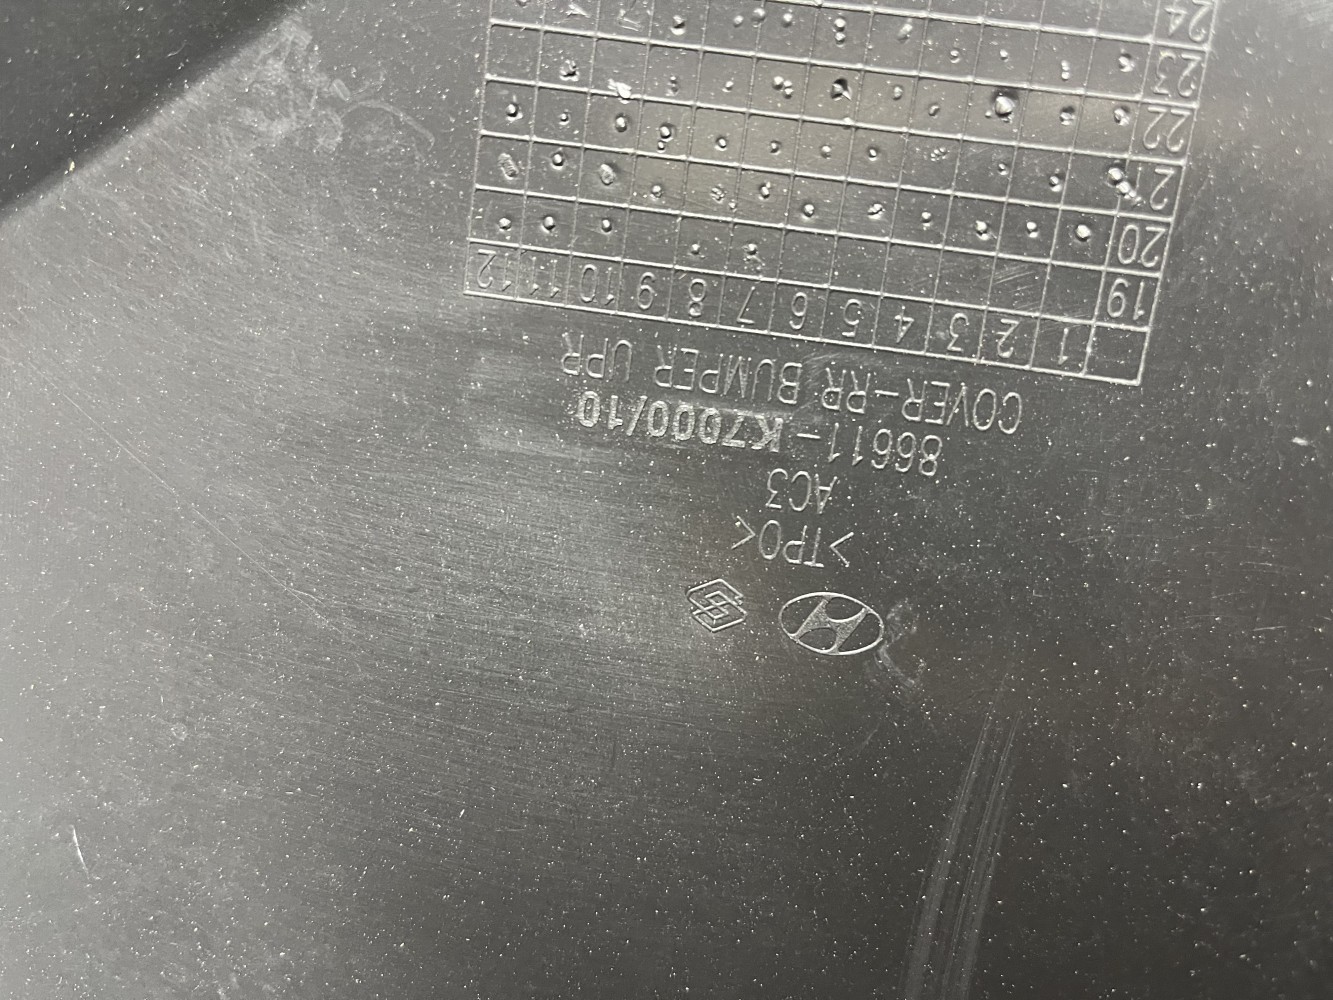 >TPO<
AC3
86611-K7000/10
COVER-RR BUMPER UPR
1 2 3 4 5 6 7 8 9 10 11 12
19
20
21
22
23
24